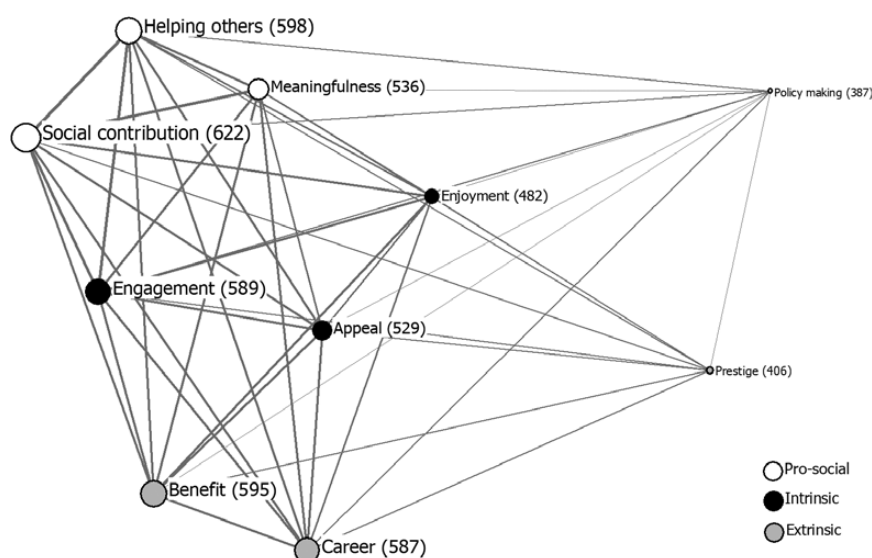 Helping others (598)
Meaningfulness (536)
Policy making (387)
Social contribution (622)
Enjoyment (482)
Engagement (589)
Appeal (529)
Prestige (406)
Pro-social
Benefit (595)
Intrinsic
Extrinsic
Career (587)